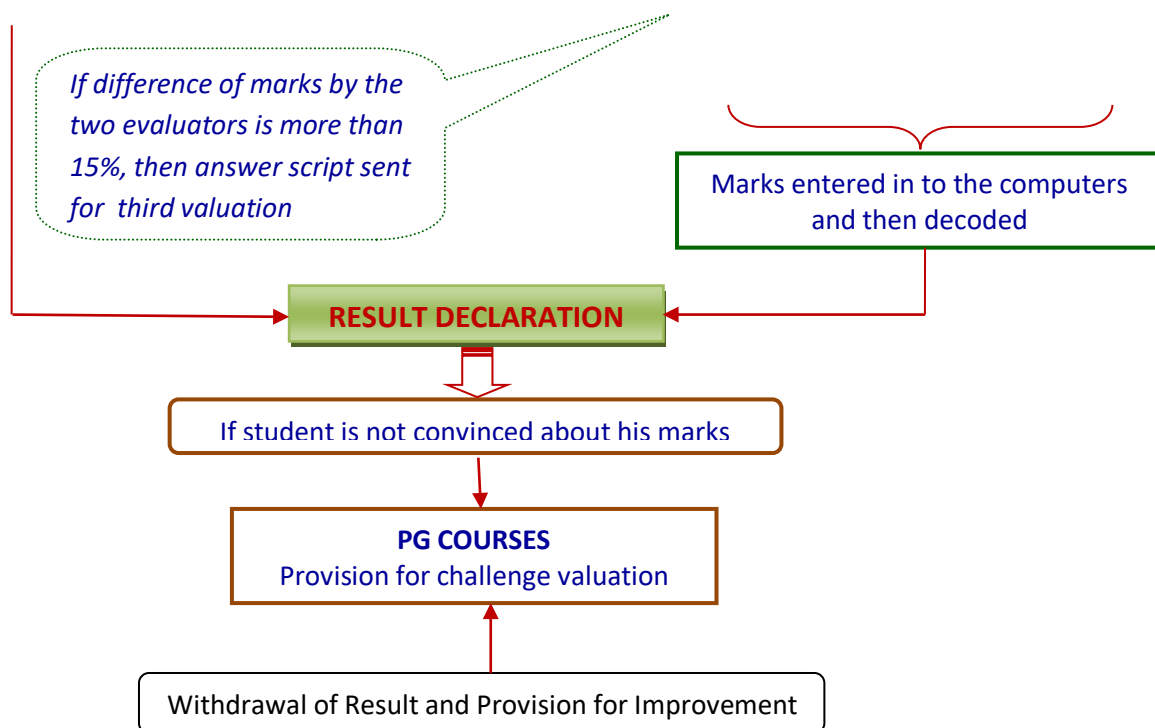 If difference of marks by the
two evaluators is more than
15%, then answer script sent
for third valuation
Marks entered in to the computers
and then decoded
RESULT DECLARATION
If student is not convinced about his marks
PG COURSES
Provision for challenge valuation
Withdrawal of Result and Provision for Improvement